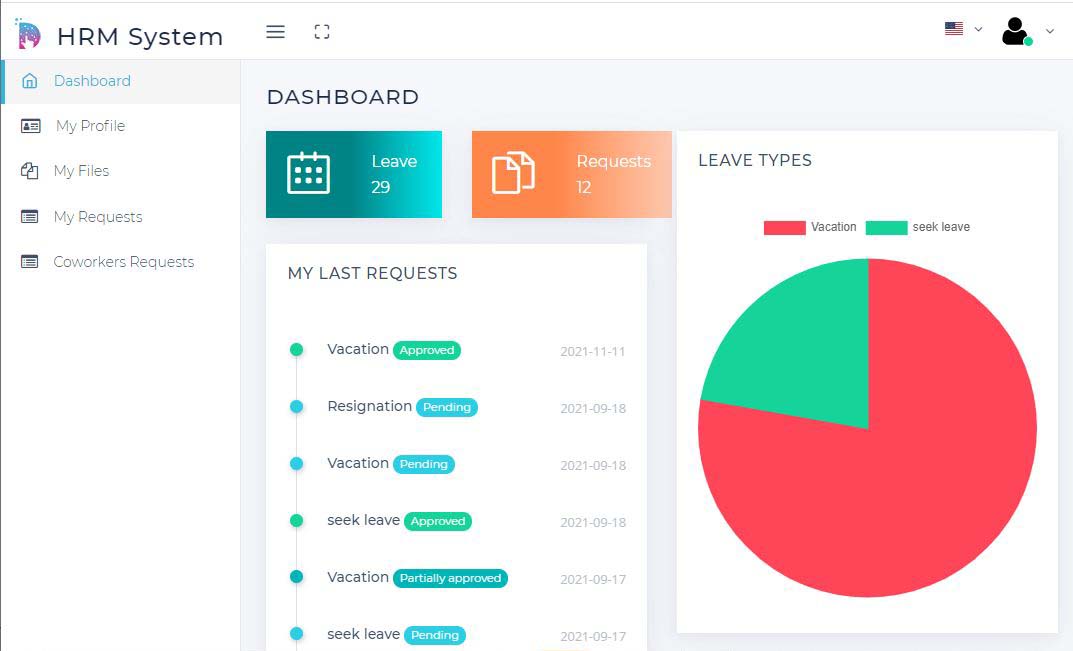 HRM System
Dashboard
My Profile
My Files
My Requests
Coworkers Requests
DASHBOARD
Leave
29
Requests
12
MY LAST REQUESTS
Vacation Approved 2021-11-11
Resignation Pending 2021-09-18
Vacation Pending 2021-09-18
seek leave Approved 2021-09-18
Vacation Partially approved 2021-09-17
seek leave Pending 2021-09-17
LEAVE TYPES
Vacation seek leave